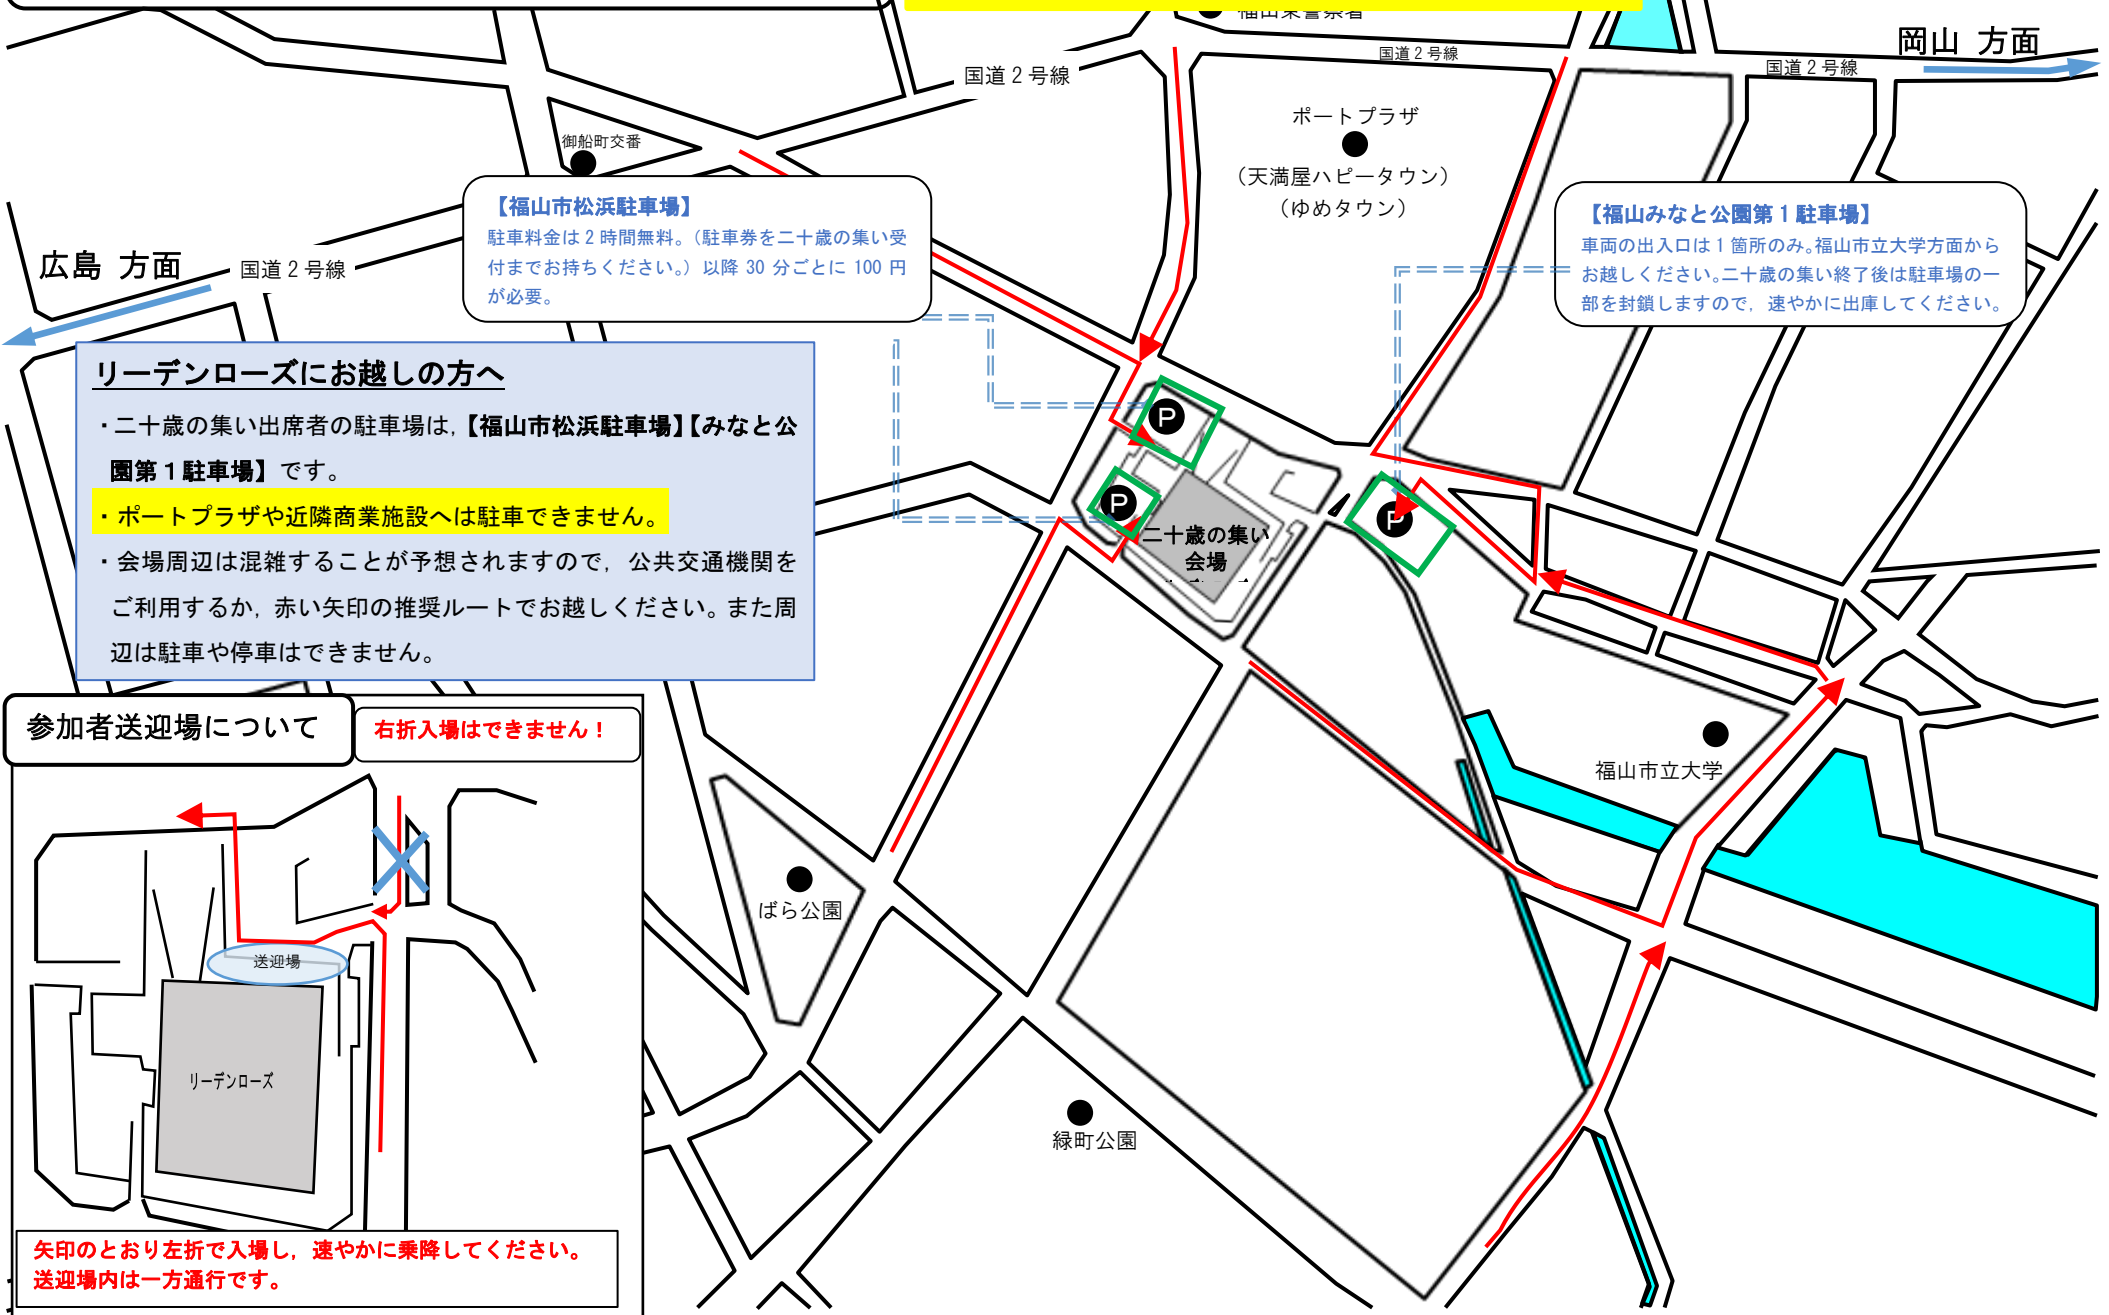 岡山 方面
国道2号線
国道2号線
国道2号線
御船町交番
ポートプラザ
（天満屋ハピータウン）
（ゆめタウン）
【福山市松浜駐車場】
駐車料金は2時間無料。（駐車券を二十歳の集い受
付までお持ちください。）以降 30 分ごとに 100 円
が必要。
【福山みなと公園第1駐車場】
車両の出入口は1箇所のみ。福山市立大学方面から
お越しください。二十歳の集い終了後は駐車場の一
部を封鎖しますので，速やかに出庫してください。
広島 方面
国道2号線
リーデンローズにお越しの方へ
・二十歳の集い出席者の駐車場は，【福山市松浜駐車場】【みなと公
園第1駐車場】です。
・ポートプラザや近隣商業施設へは駐車できません。
・会場周辺は混雑することが予想されますので，公共交通機関を
ご利用するか，赤い矢印の推奨ルートでお越しください。また周
辺は駐車や停車はできません。
P
P
P
二十歳の集い
会場
福山市立大学
ばら公園
緑町公園
参加者送迎場について
右折入場はできません！
送迎場
リーデンローズ
矢印のとおり左折で入場し，速やかに乗降してください。
送迎場内は一方通行です。